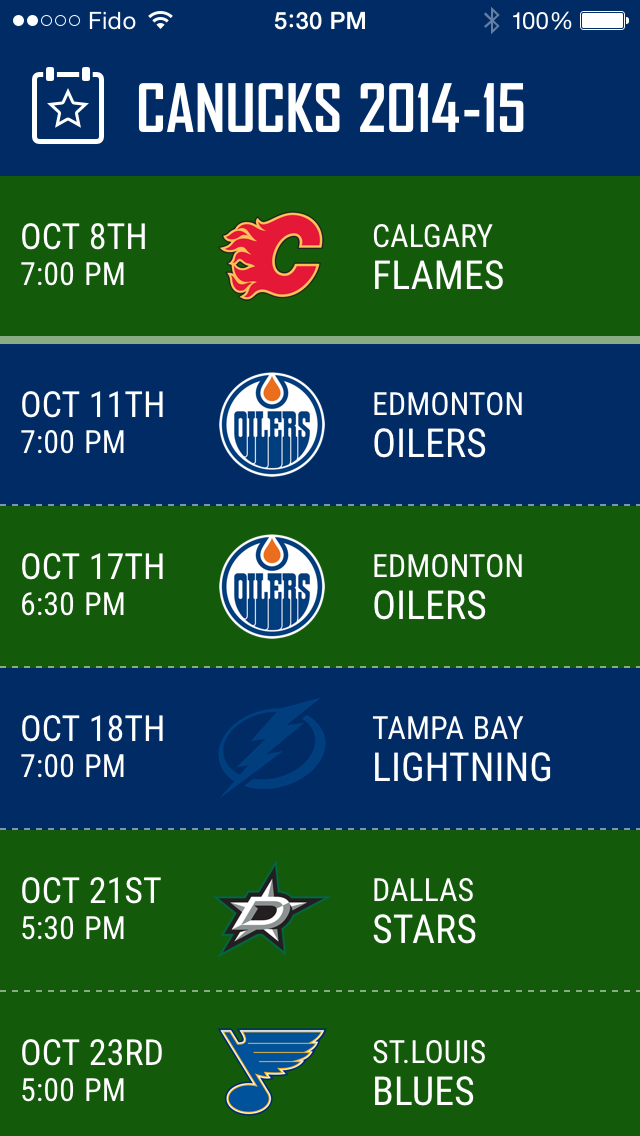 Fido 5:30 PM 100%
CANUCKS 2014-15
OCT 8TH
7:00 PM
CALGARY
FLAMES
OCT 11TH
7:00 PM
OILERS
EDMONTON
OILERS
OCT 17TH
6:30 PM
OILERS
EDMONTON
OILERS
OCT 18TH
7:00 PM
TAMPA BAY
LIGHTNING
OCT 21ST
5:30 PM
D
DALLAS
STARS
OCT 23RD
5:00 PM
ST.LOUIS
BLUES